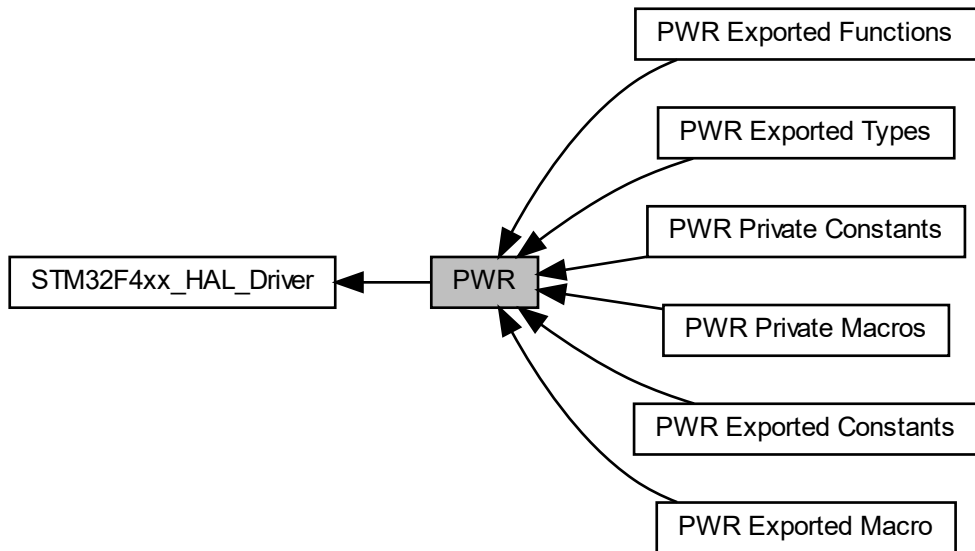 PWR Exported Functions
PWR Exported Types
PWR Private Constants
STM32F4xx_HAL_Driver
PWR
PWR Private Macros
PWR Exported Constants
PWR Exported Macro